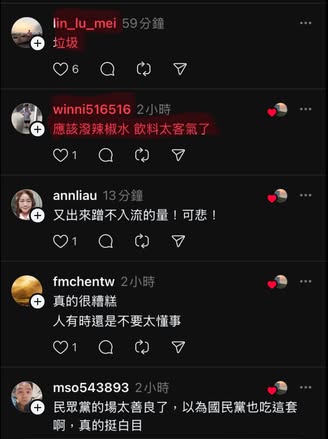 lin_lu_mei 59分鐘
垃圾
6
winni516516 2小時
應該潑辣椒水 飲料太客氣了
1
annliau 13分鐘
又出來蹭不入流的量！可悲！
1
fmchentw 2小時
真的很糟糕
人有時還是不要太懂事
1
mso543893 2小時
民眾黨的場太善良了，以為國民黨也吃這套
啊，真的挺白目